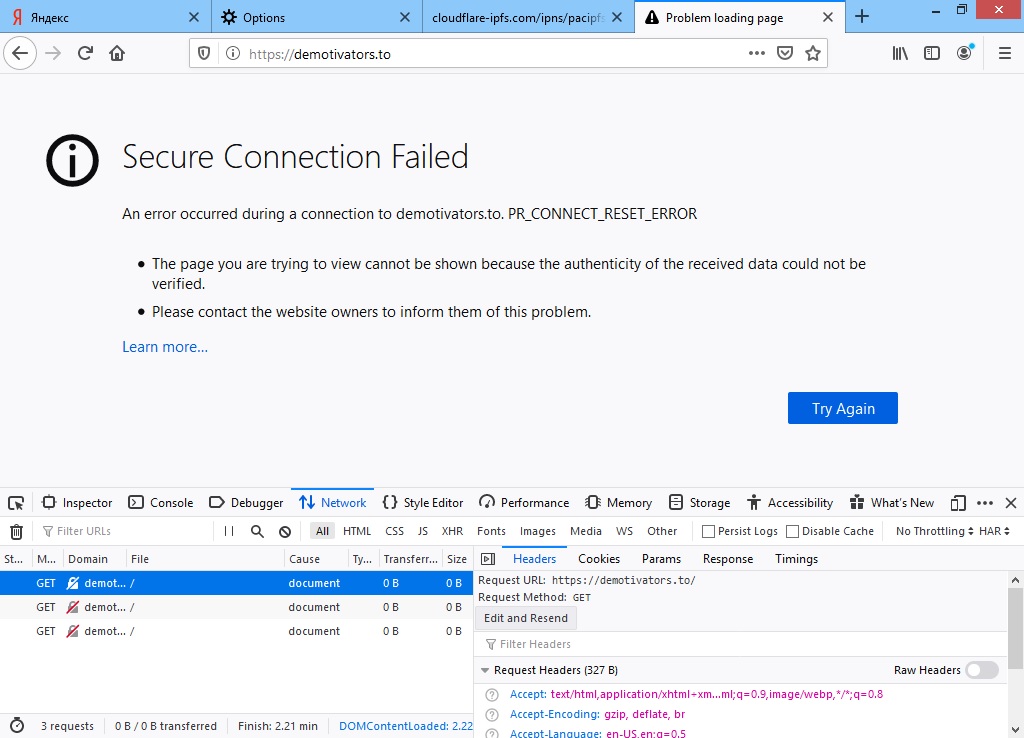 Яндекс
Options
cloudflare-ipfs.com/ipns/pacipfs
Problem loading page
https://demotivators.to
Secure Connection Failed
An error occurred during a connection to demotivators.to. PR_CONNECT_RESET_ERROR
The page you are trying to view cannot be shown because the authenticity of the received data could not be
verified.
Please contact the website owners to inform them of this problem.
Learn more...
Try Again
Inspector Console Debugger Network Style Editor Performance Memory Storage Accessibility What's New
Filter URLs All HTML CSS JS XHR Fonts Images Media WS Other Persist Logs Disable Cache No Throttling HAR
St... M... Domain File Cause Ty... Transferr... Size
GET demot... / document 0 B 0 B
GET demot... / document 0 B 0 B
GET demot... / document 0 B 0 B
3 requests 0 B / 0 B transferred Finish: 2.21 min DOMContentLoaded: 2.22
Headers Cookies Params Response Timings
Request URL: https://demotivators.to/
Request Method: GET
Edit and Resend
Filter Headers
Request Headers (327 B) Raw Headers
Accept: text/html,application/xhtml+xm...ml;q=0.9,image/webp,*/*;q=0.8
Accept-Encoding: gzip, deflate, br
Accept-Language: en-US,en;q=0.5